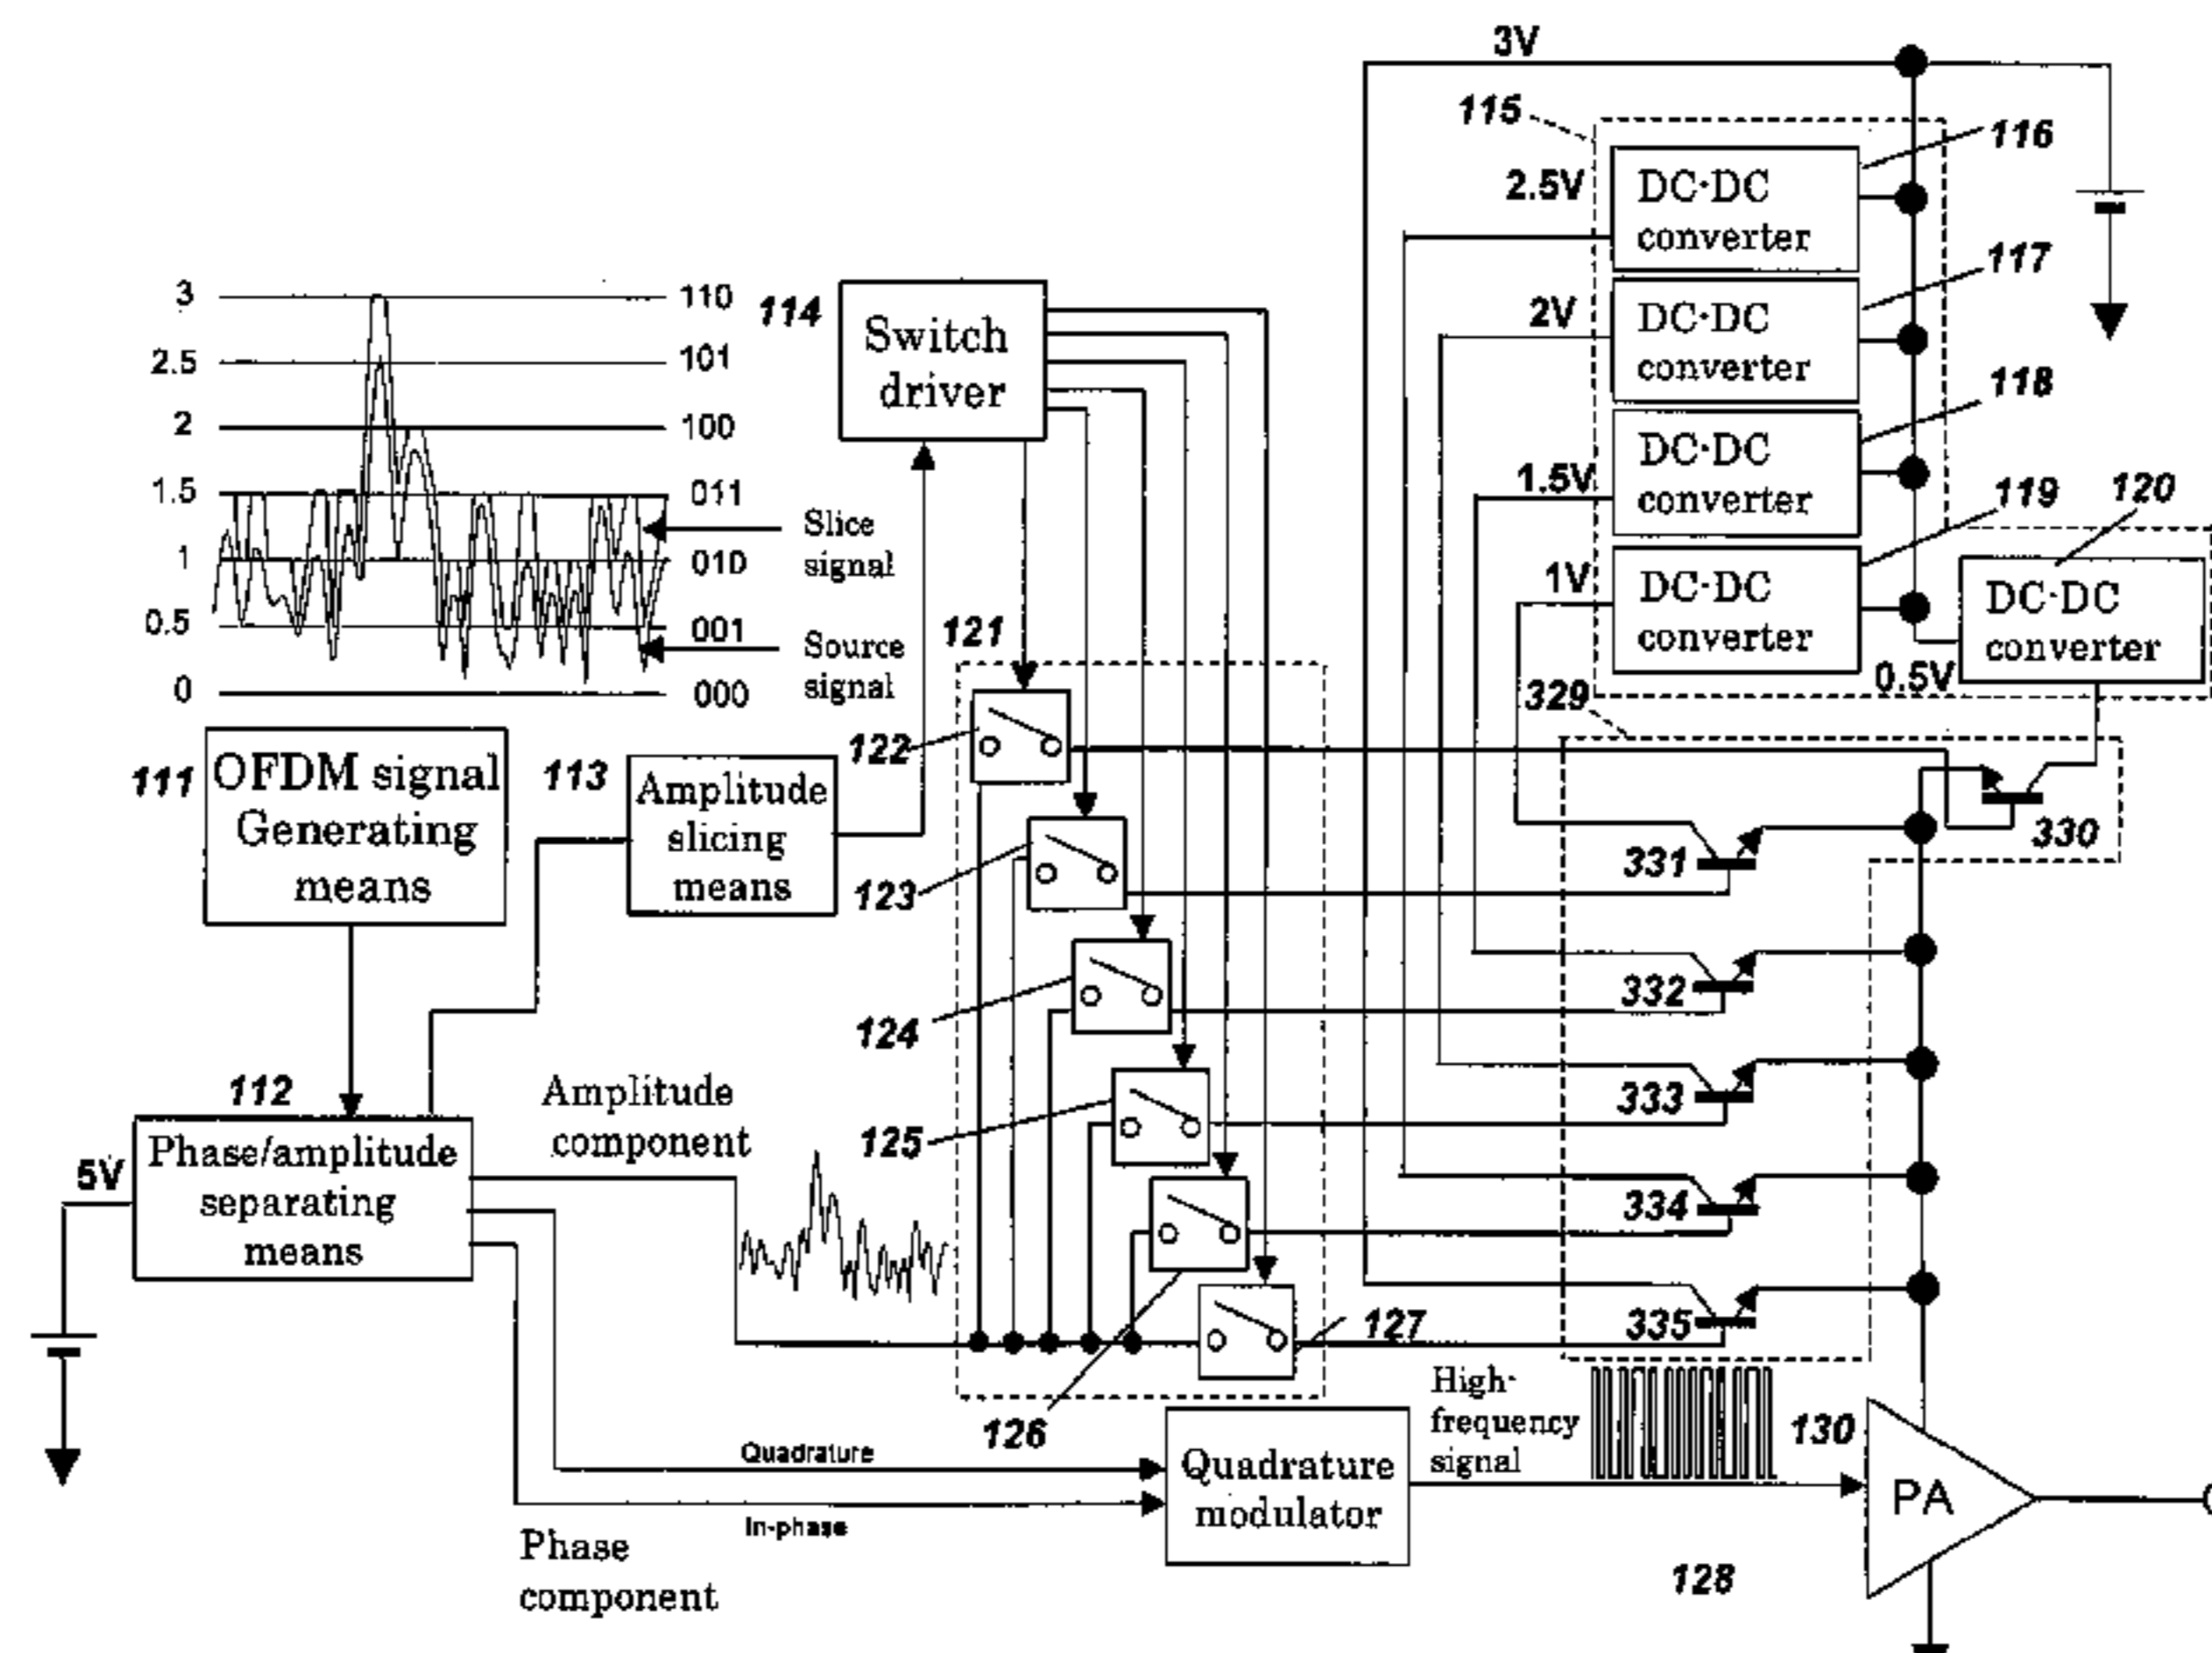 3V
115
116
2.5V
DC·DC
converter
117
2V
DC·DC
converter
118
1.5V
DC·DC
converter
119
120
1V
DC·DC
converter
DC·DC
converter
0.5V
3
110
2.5
101
2
100
1.5
011
1
010
0.5
001
0
000
Slice
signal
Source
signal
114
Switch
driver
121
122
123
124
125
126
127
329
330
331
332
333
334
335
111
OFDM signal
Generating
means
113
Amplitude
slicing
means
112
Phase/amplitude
separating
means
5V
Amplitude
component
Quadrature
In-phase
Phase
component
Quadrature
modulator
High-
frequency
signal
130
PA
128